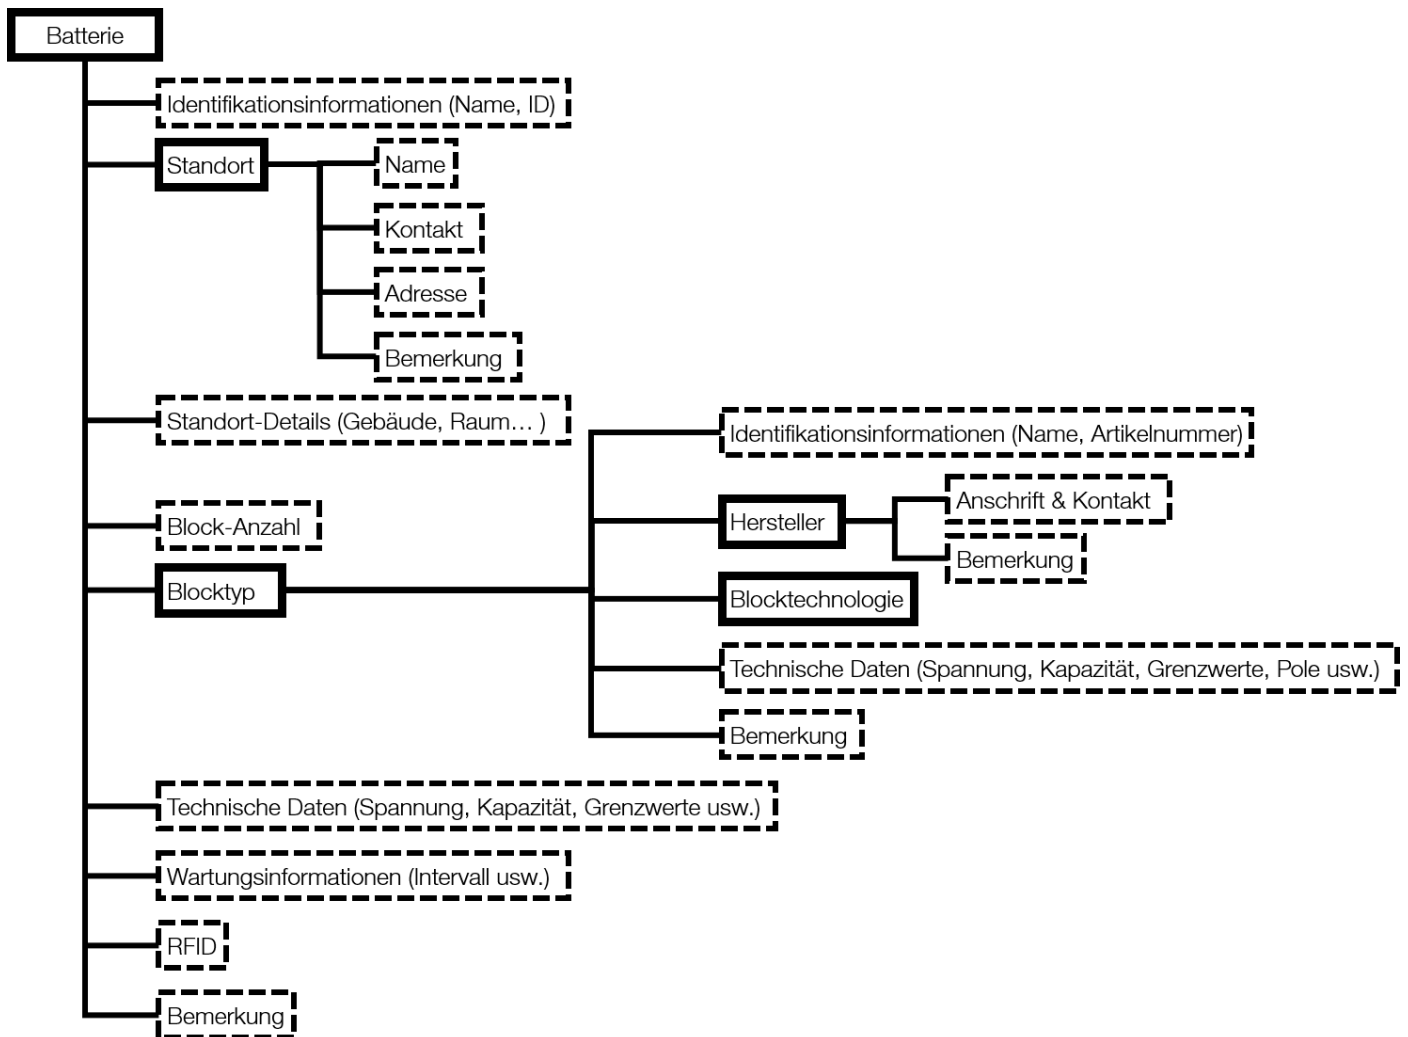 Batterie
Identifikationsinformationen (Name, ID)
Standort
Name
Kontakt
Adresse
Bemerkung
Standort-Details (Gebäude, Raum... )
Block-Anzahl
Blocktyp
Identifikationsinformationen (Name, Artikelnummer)
Hersteller
Anschrift & Kontakt
Bemerkung
Blocktechnologie
Technische Daten (Spannung, Kapazität, Grenzwerte, Pole usw.)
Bemerkung
Technische Daten (Spannung, Kapazität, Grenzwerte usw.)
Wartungsinformationen (Intervall usw.)
RFID
Bemerkung